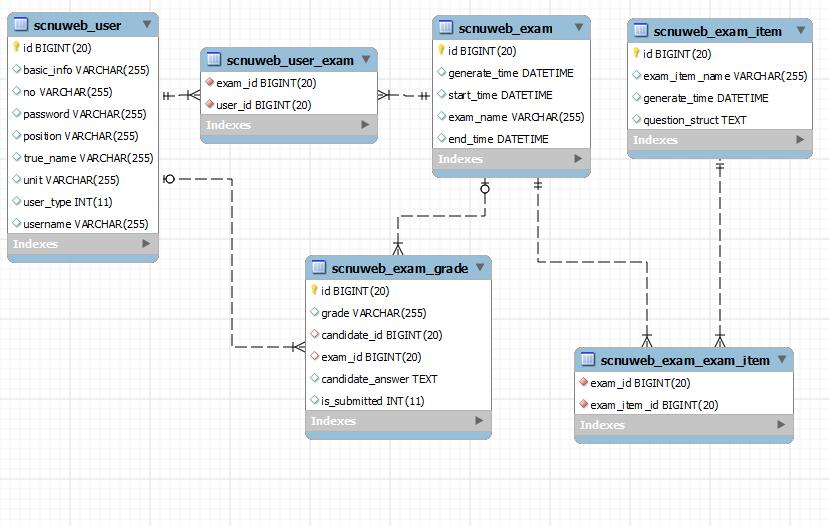 scnuweb_user
id BIGINT(20)
basic_info VARCHAR(255)
no VARCHAR(255)
password VARCHAR(255)
position VARCHAR(255)
true_name VARCHAR(255)
unit VARCHAR(255)
user_type INT(11)
username VARCHAR(255)
Indexes
scnuweb_user_exam
exam_id BIGINT(20)
user_id BIGINT(20)
Indexes
scnuweb_exam
id BIGINT(20)
generate_time DATETIME
start_time DATETIME
exam_name VARCHAR(255)
end_time DATETIME
Indexes
scnuweb_exam_item
id BIGINT(20)
exam_item_name VARCHAR(255)
generate_time DATETIME
question_struct TEXT
Indexes
scnuweb_exam_grade
id BIGINT(20)
grade VARCHAR(255)
candidate_id BIGINT(20)
exam_id BIGINT(20)
candidate_answer TEXT
is_submitted INT(11)
Indexes
scnuweb_exam_exam_item
exam_id BIGINT(20)
exam_item_id BIGINT(20)
Indexes